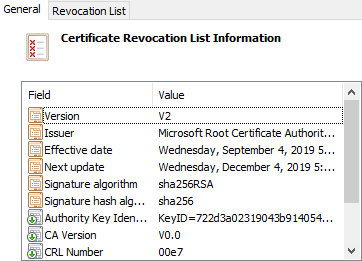 General Revocation List
Certificate Revocation List Information
Field Value
Version V2
Issuer Microsoft Root Certificate Authorit...
Effective date Wednesday, September 4, 2019 5:...
Next update Wednesday, December 4, 2019 5:...
Signature algorithm sha256RSA
Signature hash alg... sha256
Authority Key Iden... KeyID=722d3a02319043b914054...
CA Version V0.0
CRL Number 00e7